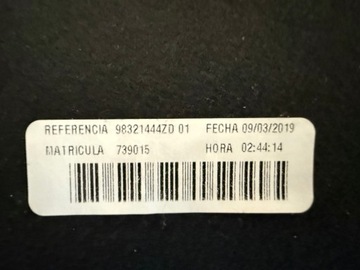 REFERENCIA 98321444ZD 01 FECHA 09/03/2019
MATRICULA 739015 HORA 02:44:14